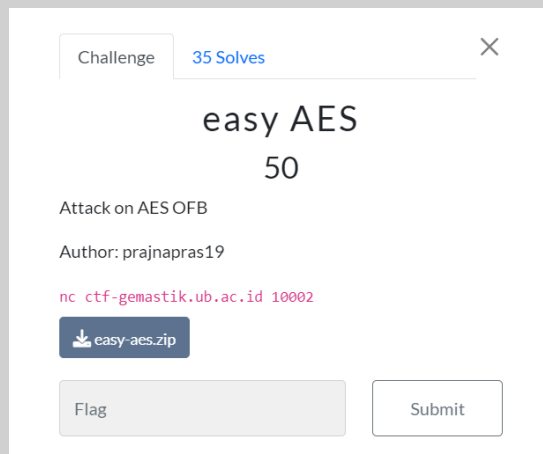 Challenge
35 Solves
easy AES
50
Attack on AES OFB
Author: prajnapras19
nc ctf-gemastik.ub.ac.id 10002
easy-aes.zip
Flag
Submit